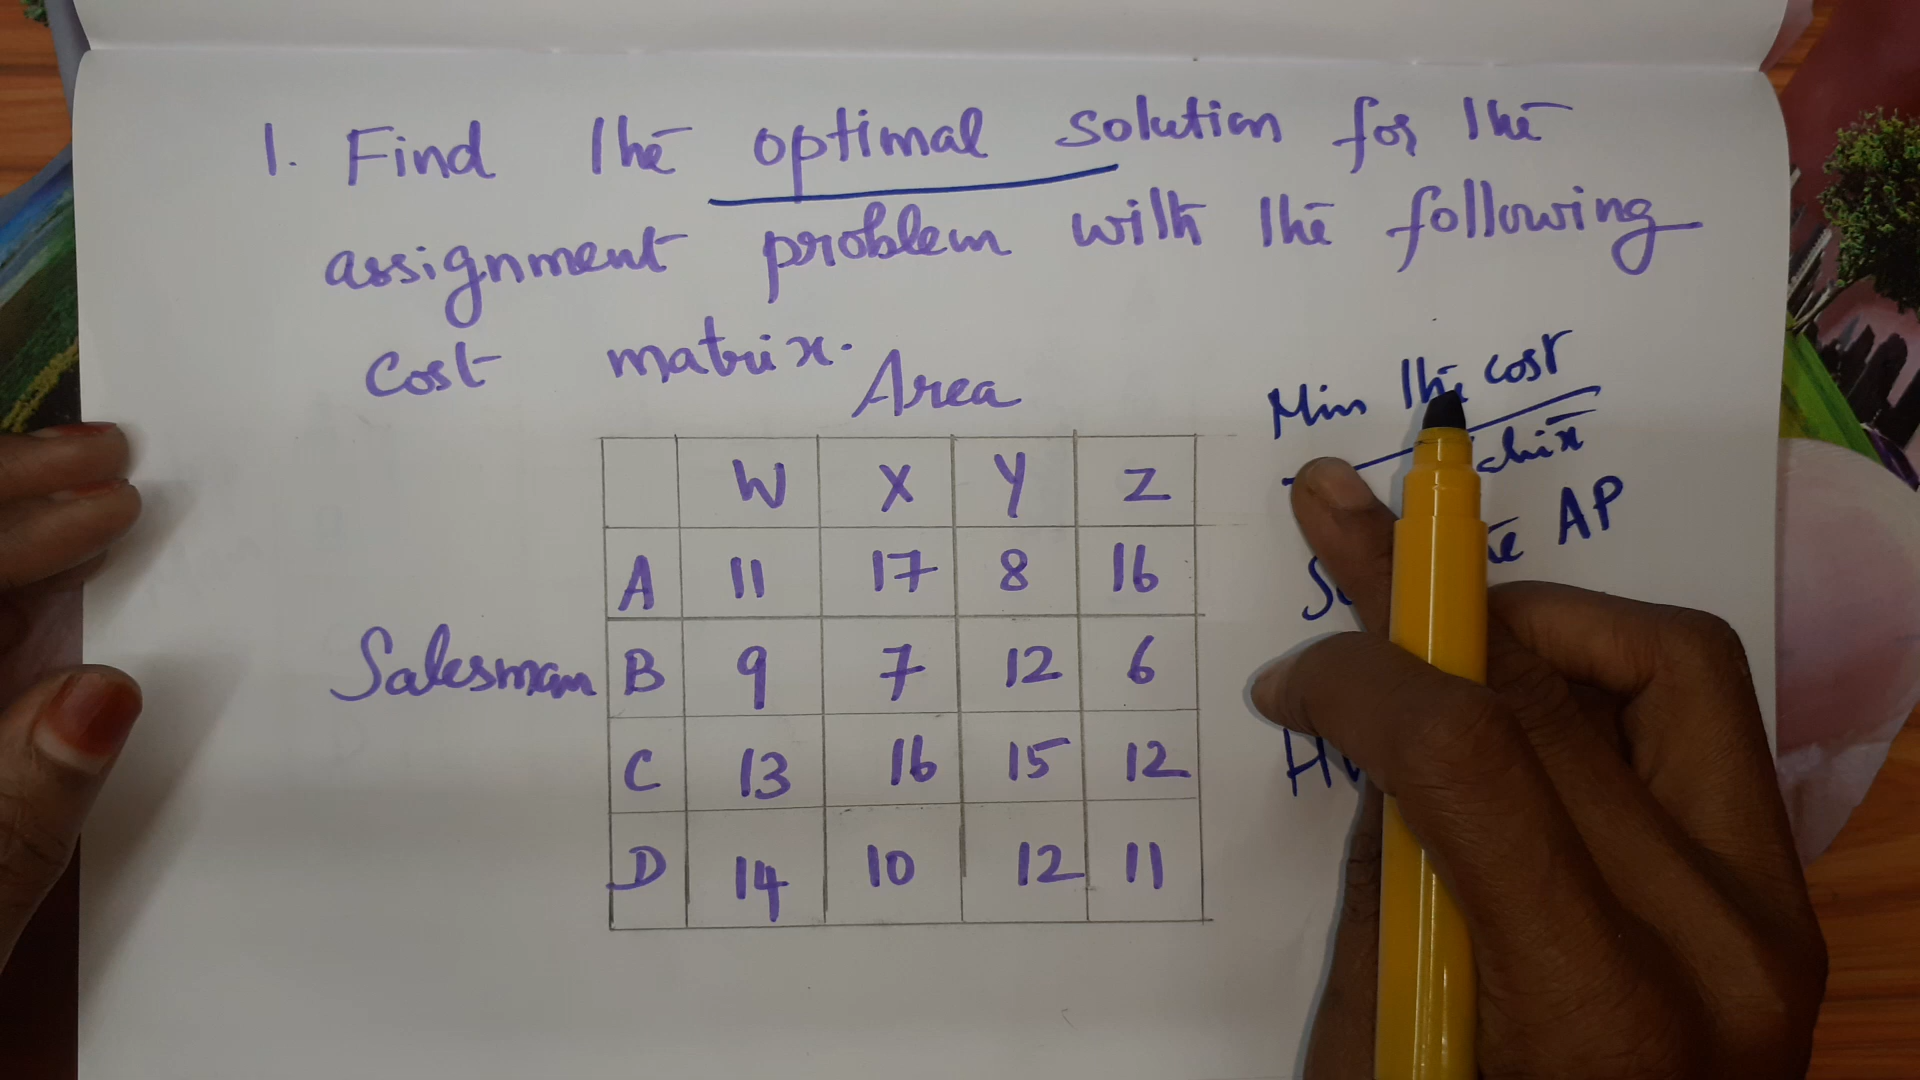 1. Find the optimal solution for the
assignment problem with the following
cost matrix.
Area
Min the cost
AP
W X Y Z
A 11 17 8 16
Salesman B 9 7 12 6
C 13 16 15 12
D 14 10 12 11